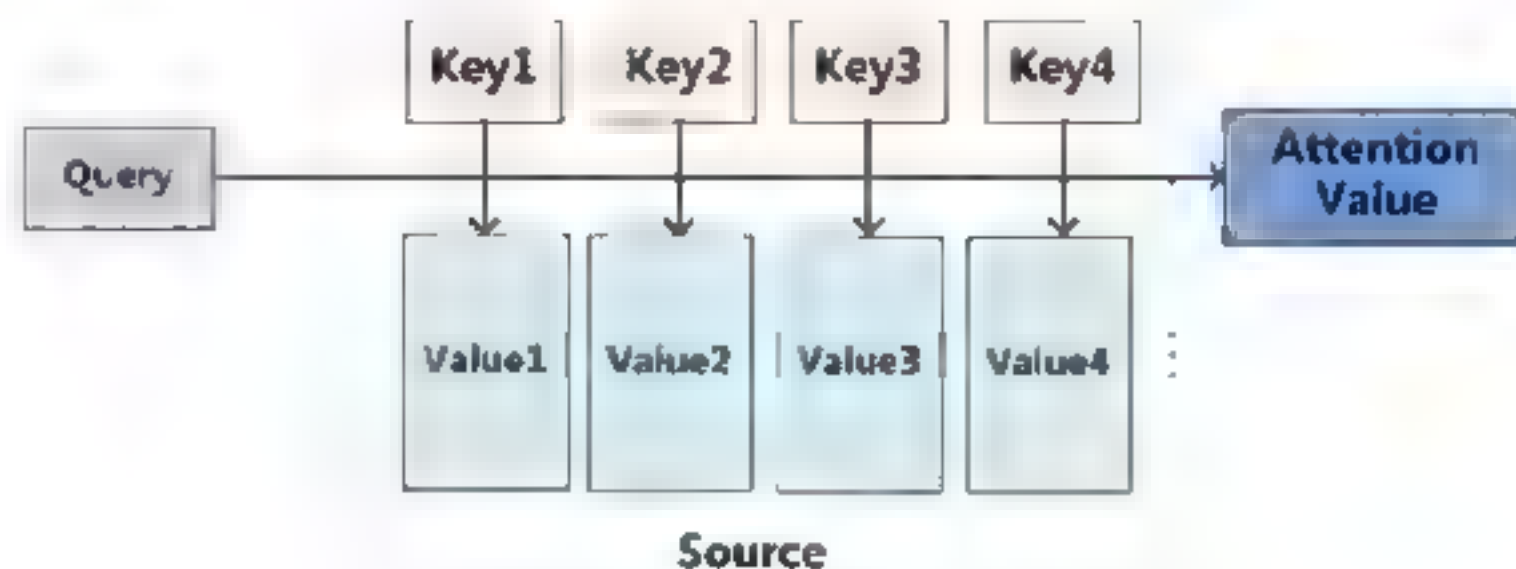 Key1 Key2 Key3 Key4
Query
Attention
Value
Value1 Value2 Value3 Value4
Source